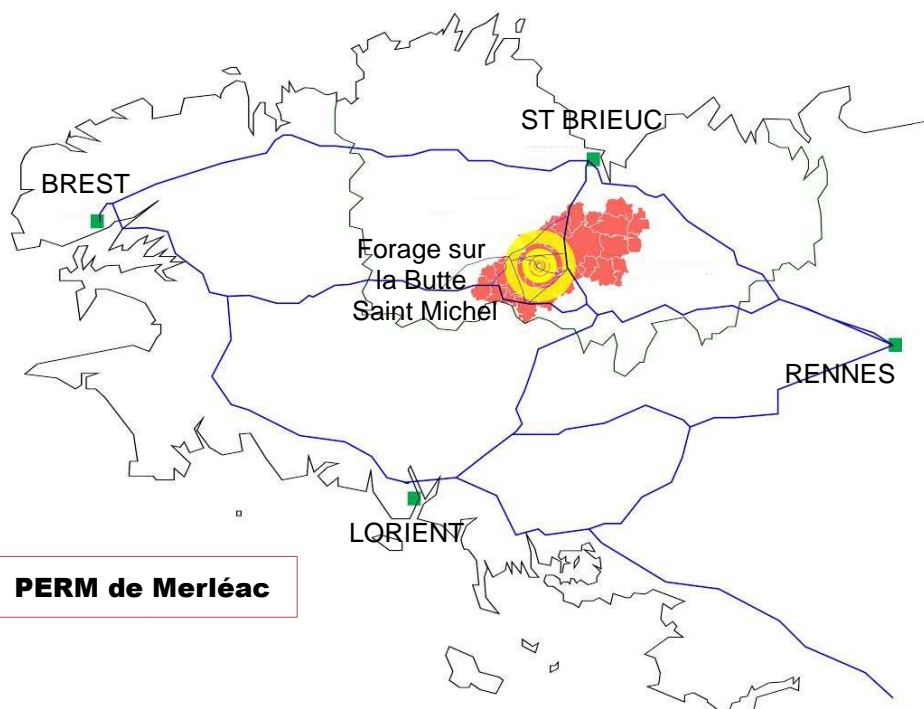 ST BRIEUC
BREST
Forage sur
la Butte
Saint Michel
RENNES
LORIENT
PERM de Merléac